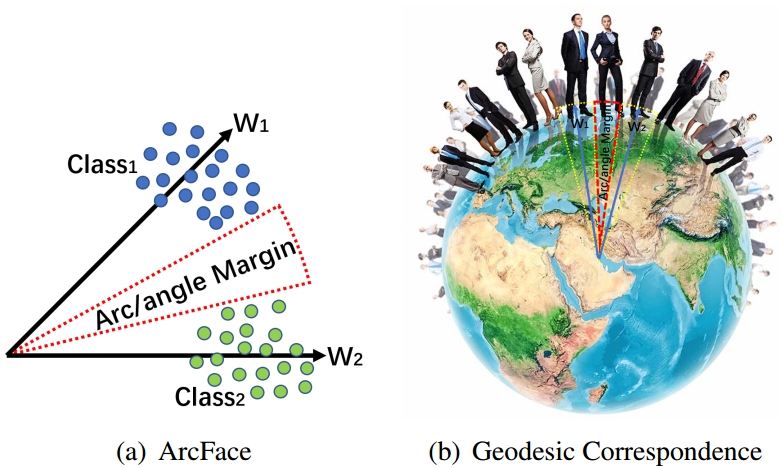 W1
Class1
Arc/angle Margin
W2
Class2
W1
Arc/angle Margin
W2
(a) ArcFace
(b) Geodesic Correspondence